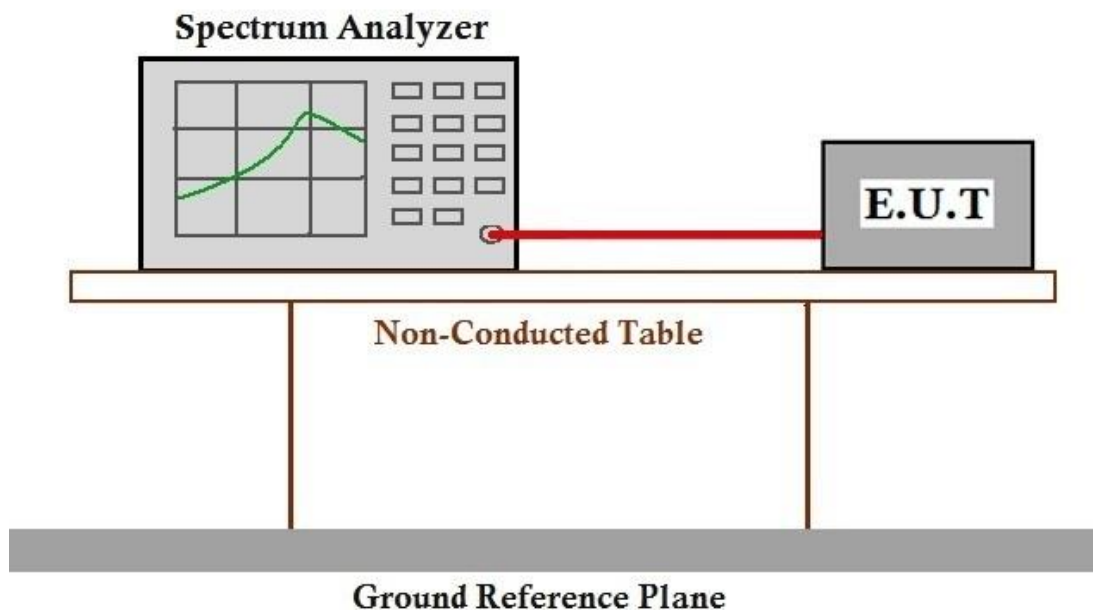 Spectrum Analyzer
E.U.T
Non-Conducted Table
Ground Reference Plane